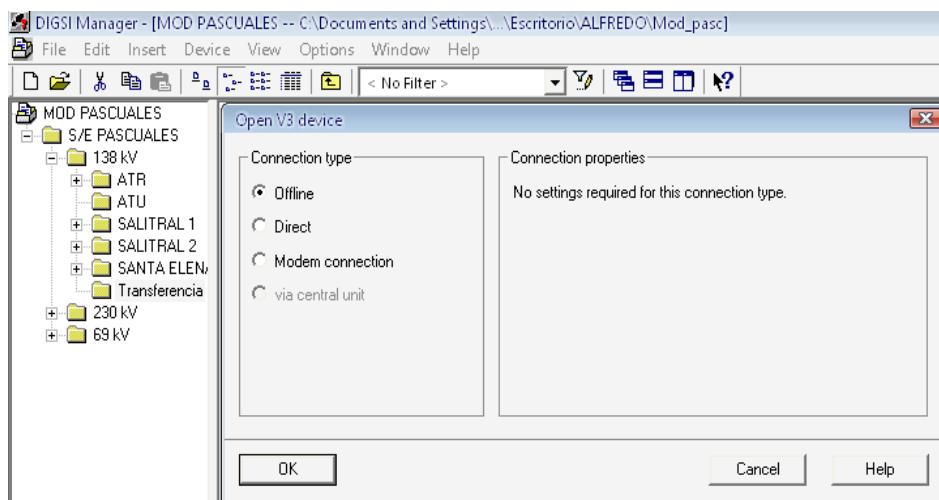 DIGSI Manager - [MOD PASCUALES -- C:\Documents and Settings\...\Escritorio\ALFREDO\Mod_pasc]
File Edit Insert Device View Options Window Help
< No Filter >
MOD PASCUALES
S/E PASCUALES
138 kV
ATR
ATU
SALITRAL 1
SALITRAL 2
SANTA ELEN
Transferencia
230 kV
69 kV
Open V3 device
Connection type
Offline
Direct
Modem connection
via central unit
Connection properties
No settings required for this connection type.
OK
Cancel
Help